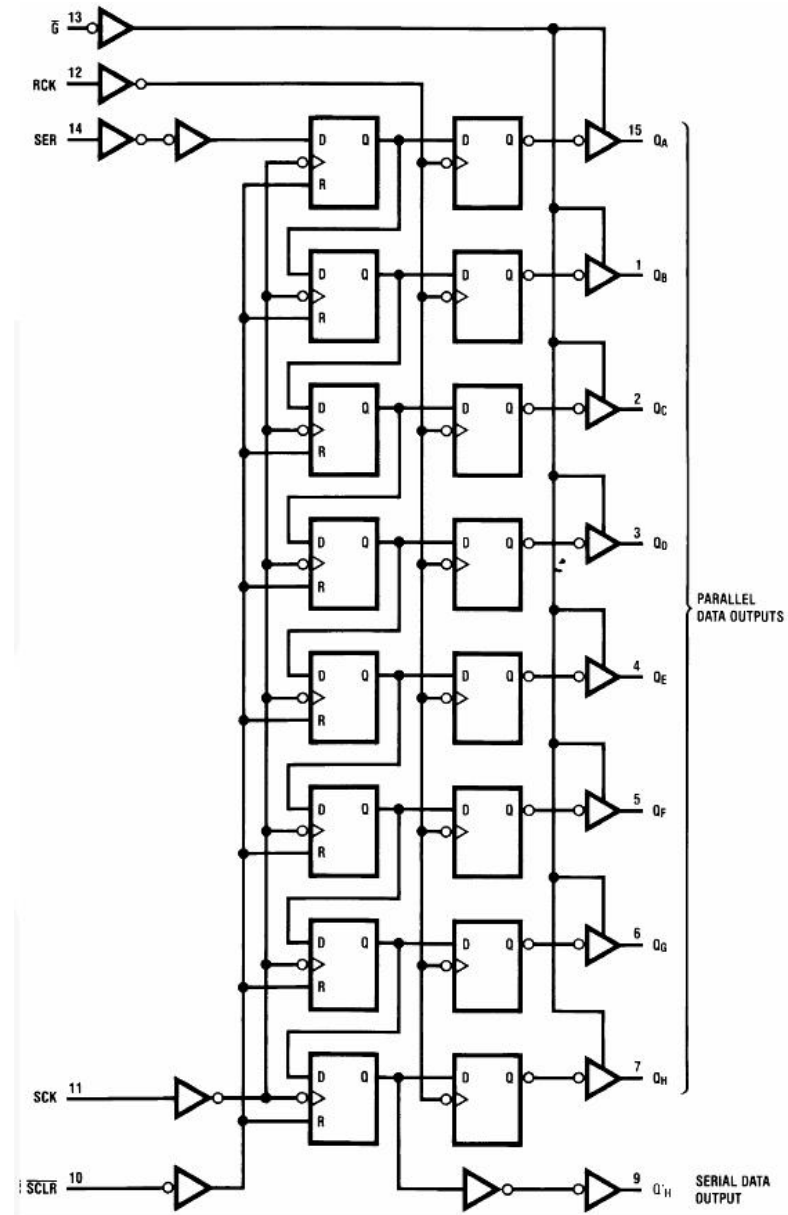 G̅ 13
RCK 12
SER 14
D Q D Q 15 QA
R
D Q D Q 1 QB
R
D Q D Q 2 QC
R
D Q D Q 3 QD
R
D Q D Q 4 QE
R
D Q D Q 5 QF
R
D Q D Q 6 QG
R
D Q D Q 7 QH
R
PARALLEL
DATA OUTPUTS
SCK 11
S̅C̅L̅R̅ 10
9 Q'H
SERIAL DATA
OUTPUT